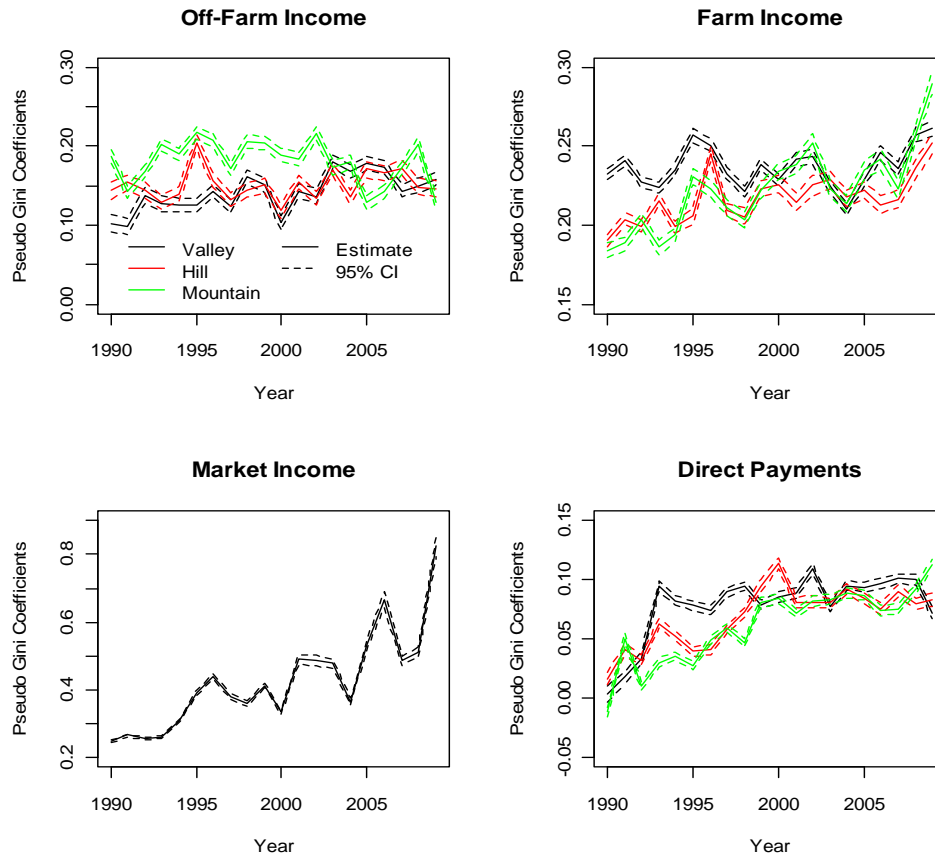 Off-Farm Income
Pseudo Gini Coefficients
0.30
0.20
0.10
0.00
Valley
Hill
Mountain
Estimate
95% CI
1990 1995 2000 2005
Year
Farm Income
Pseudo Gini Coefficients
0.30
0.25
0.20
0.15
1990 1995 2000 2005
Year
Market Income
Pseudo Gini Coefficients
0.8
0.6
0.4
0.2
1990 1995 2000 2005
Year
Direct Payments
Pseudo Gini Coefficients
0.15
0.10
0.05
0.00
-0.05
1990 1995 2000 2005
Year